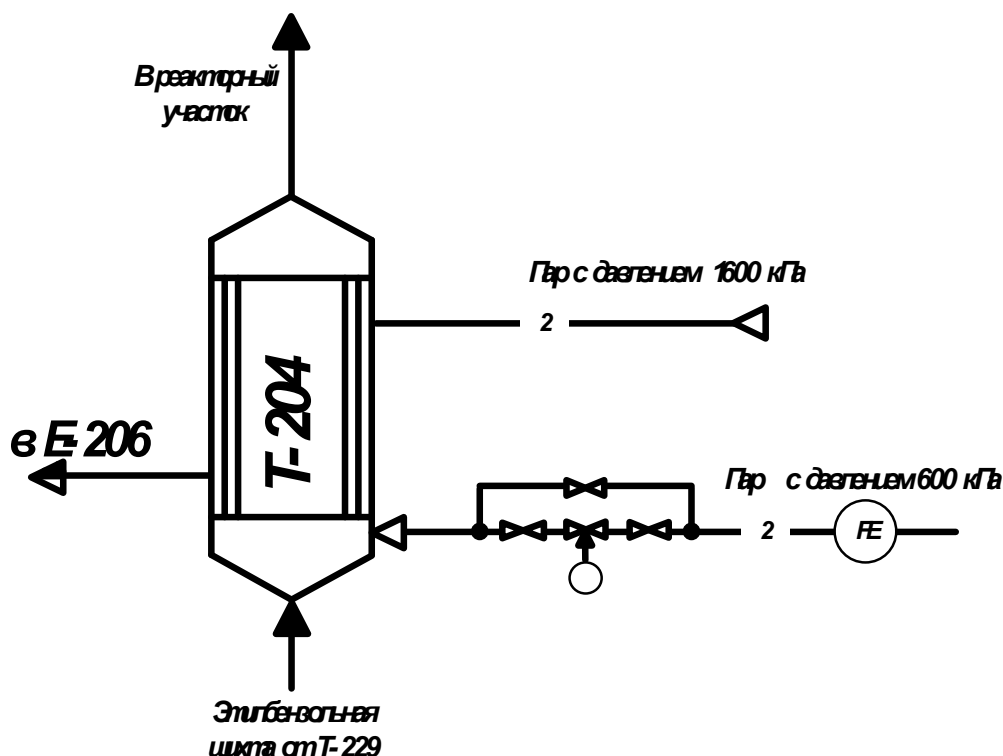 В реакторный
участок
Пар с давлением 1600 кПа
2
Т-204
в Е-206
Пар с давлением 600 кПа
2
FE
Этилбензольная
шихта от Т-229